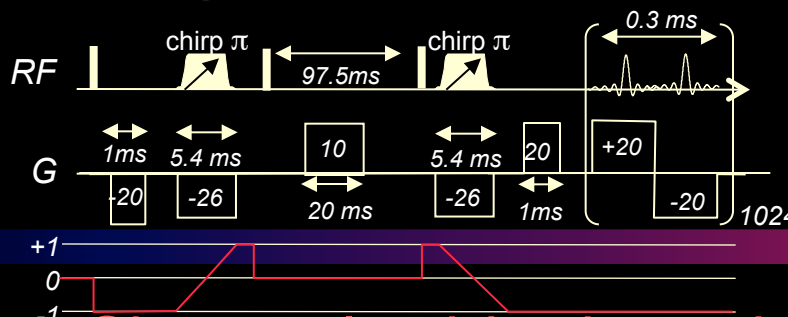 0.3 ms
chirp π
chirp π
RF
97.5ms
1ms
5.4 ms
10
5.4 ms
20
+20
G
-20
-26
20 ms
-26
1ms
-20
1024
+1
0